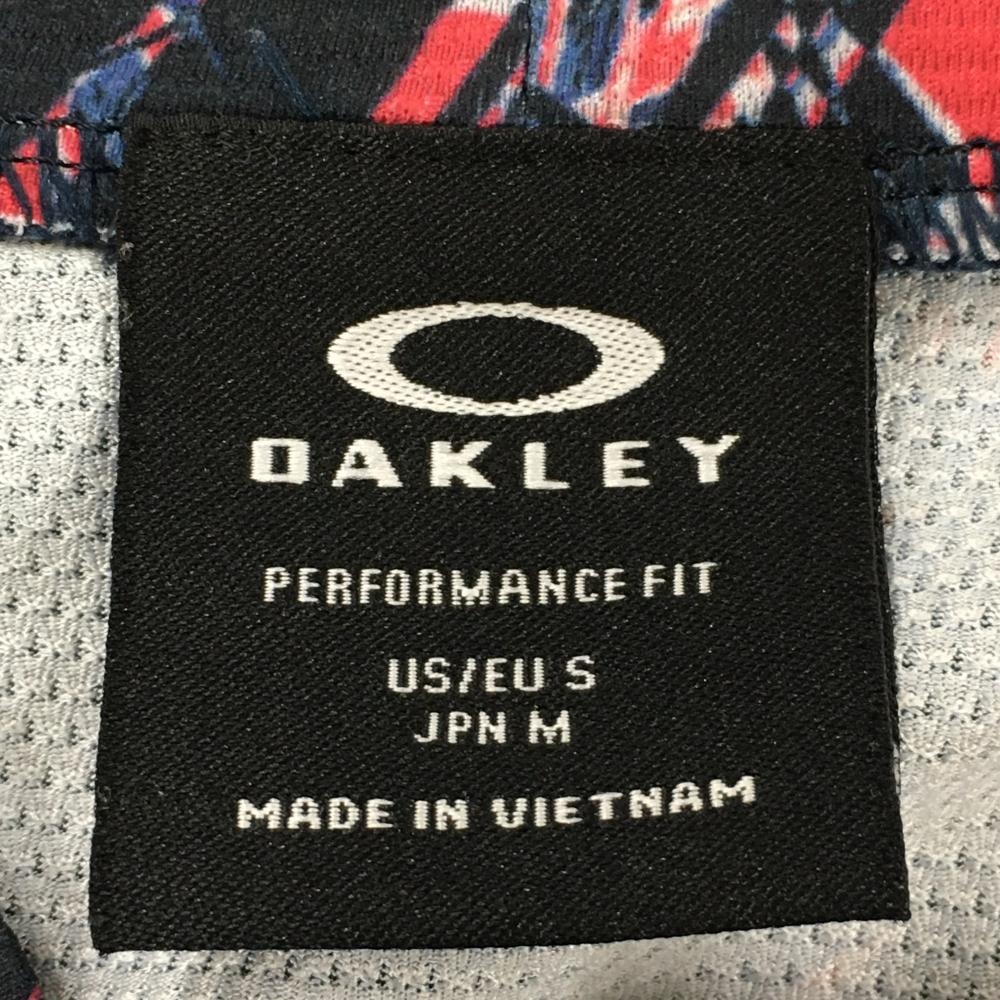 OAKLEY
PERFORMANCE FIT
US/EU S
JPN M
MADE IN VIETNAM